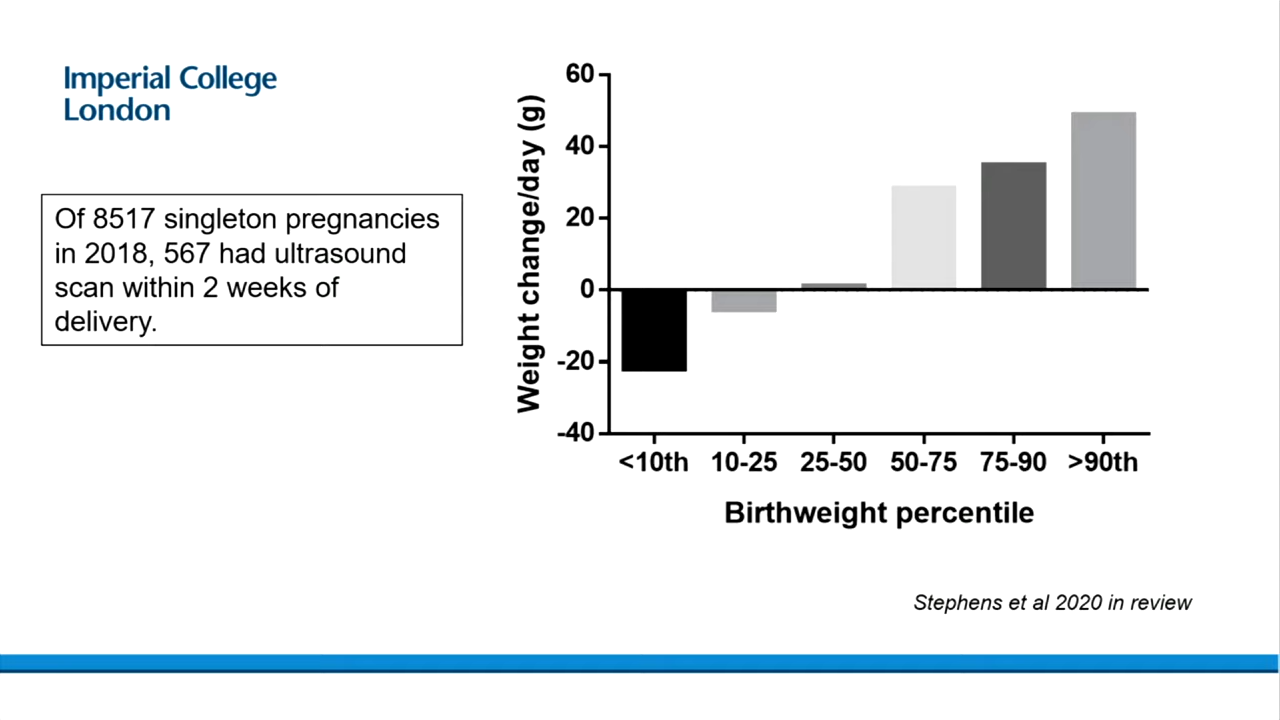 Imperial College
London
Of 8517 singleton pregnancies
in 2018, 567 had ultrasound
scan within 2 weeks of
delivery.
Weight change/day (g)
60
40
20
0
-20
-40
<10th 10-25 25-50 50-75 75-90 >90th
Birthweight percentile
Stephens et al 2020 in review